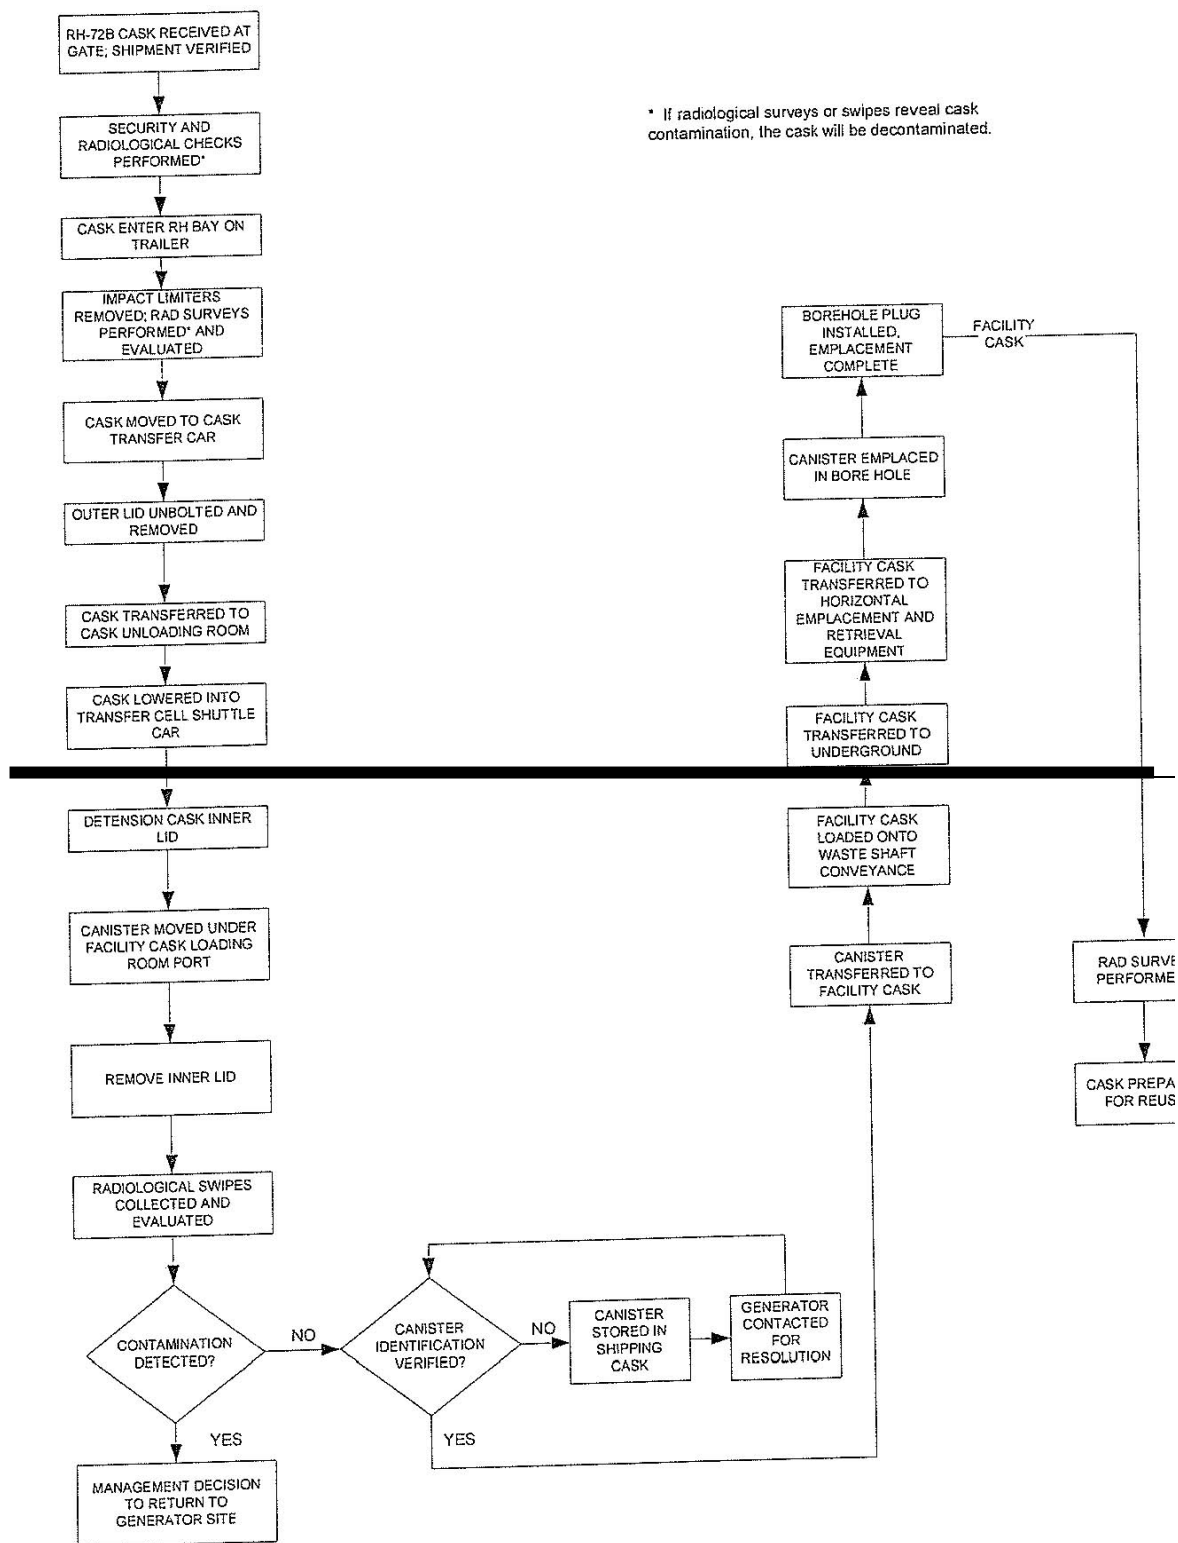 RH-72B CASK RECEIVED AT
GATE; SHIPMENT VERIFIED
* If radiological surveys or swipes reveal cask
contamination, the cask will be decontaminated.
SECURITY AND
RADIOLOGICAL CHECKS
PERFORMED*
CASK ENTER RH BAY ON
TRAILER
IMPACT LIMITERS
REMOVED; RAD SURVEYS
PERFORMED* AND
EVALUATED
CASK MOVED TO CASK
TRANSFER CAR
OUTER LID UNBOLTED AND
REMOVED
CASK TRANSFERRED TO
CASK UNLOADING ROOM
CASK LOWERED INTO
TRANSFER CELL SHUTTLE
CAR
DETENSION CASK INNER
LID
CANISTER MOVED UNDER
FACILITY CASK LOADING
ROOM PORT
REMOVE INNER LID
RADIOLOGICAL SWIPES
COLLECTED AND
EVALUATED
CONTAMINATION
DETECTED?
YES
MANAGEMENT DECISION
TO RETURN TO
GENERATOR SITE
NO
CANISTER
IDENTIFICATION
VERIFIED?
NO
CANISTER
STORED IN
SHIPPING
CASK
GENERATOR
CONTACTED
FOR
RESOLUTION
YES
CANISTER
TRANSFERRED TO
FACILITY CASK
FACILITY CASK
LOADED ONTO
WASTE SHAFT
CONVEYANCE
FACILITY CASK
TRANSFERRED TO
UNDERGROUND
FACILITY CASK
TRANSFERRED TO
HORIZONTAL
EMPLACEMENT AND
RETRIEVAL
EQUIPMENT
CANISTER EMPLACED
IN BORE HOLE
BOREHOLE PLUG
INSTALLED,
EMPLACEMENT
COMPLETE
FACILITY
CASK
RAD SURVE
PERFORME
CASK PREPA
FOR REUS